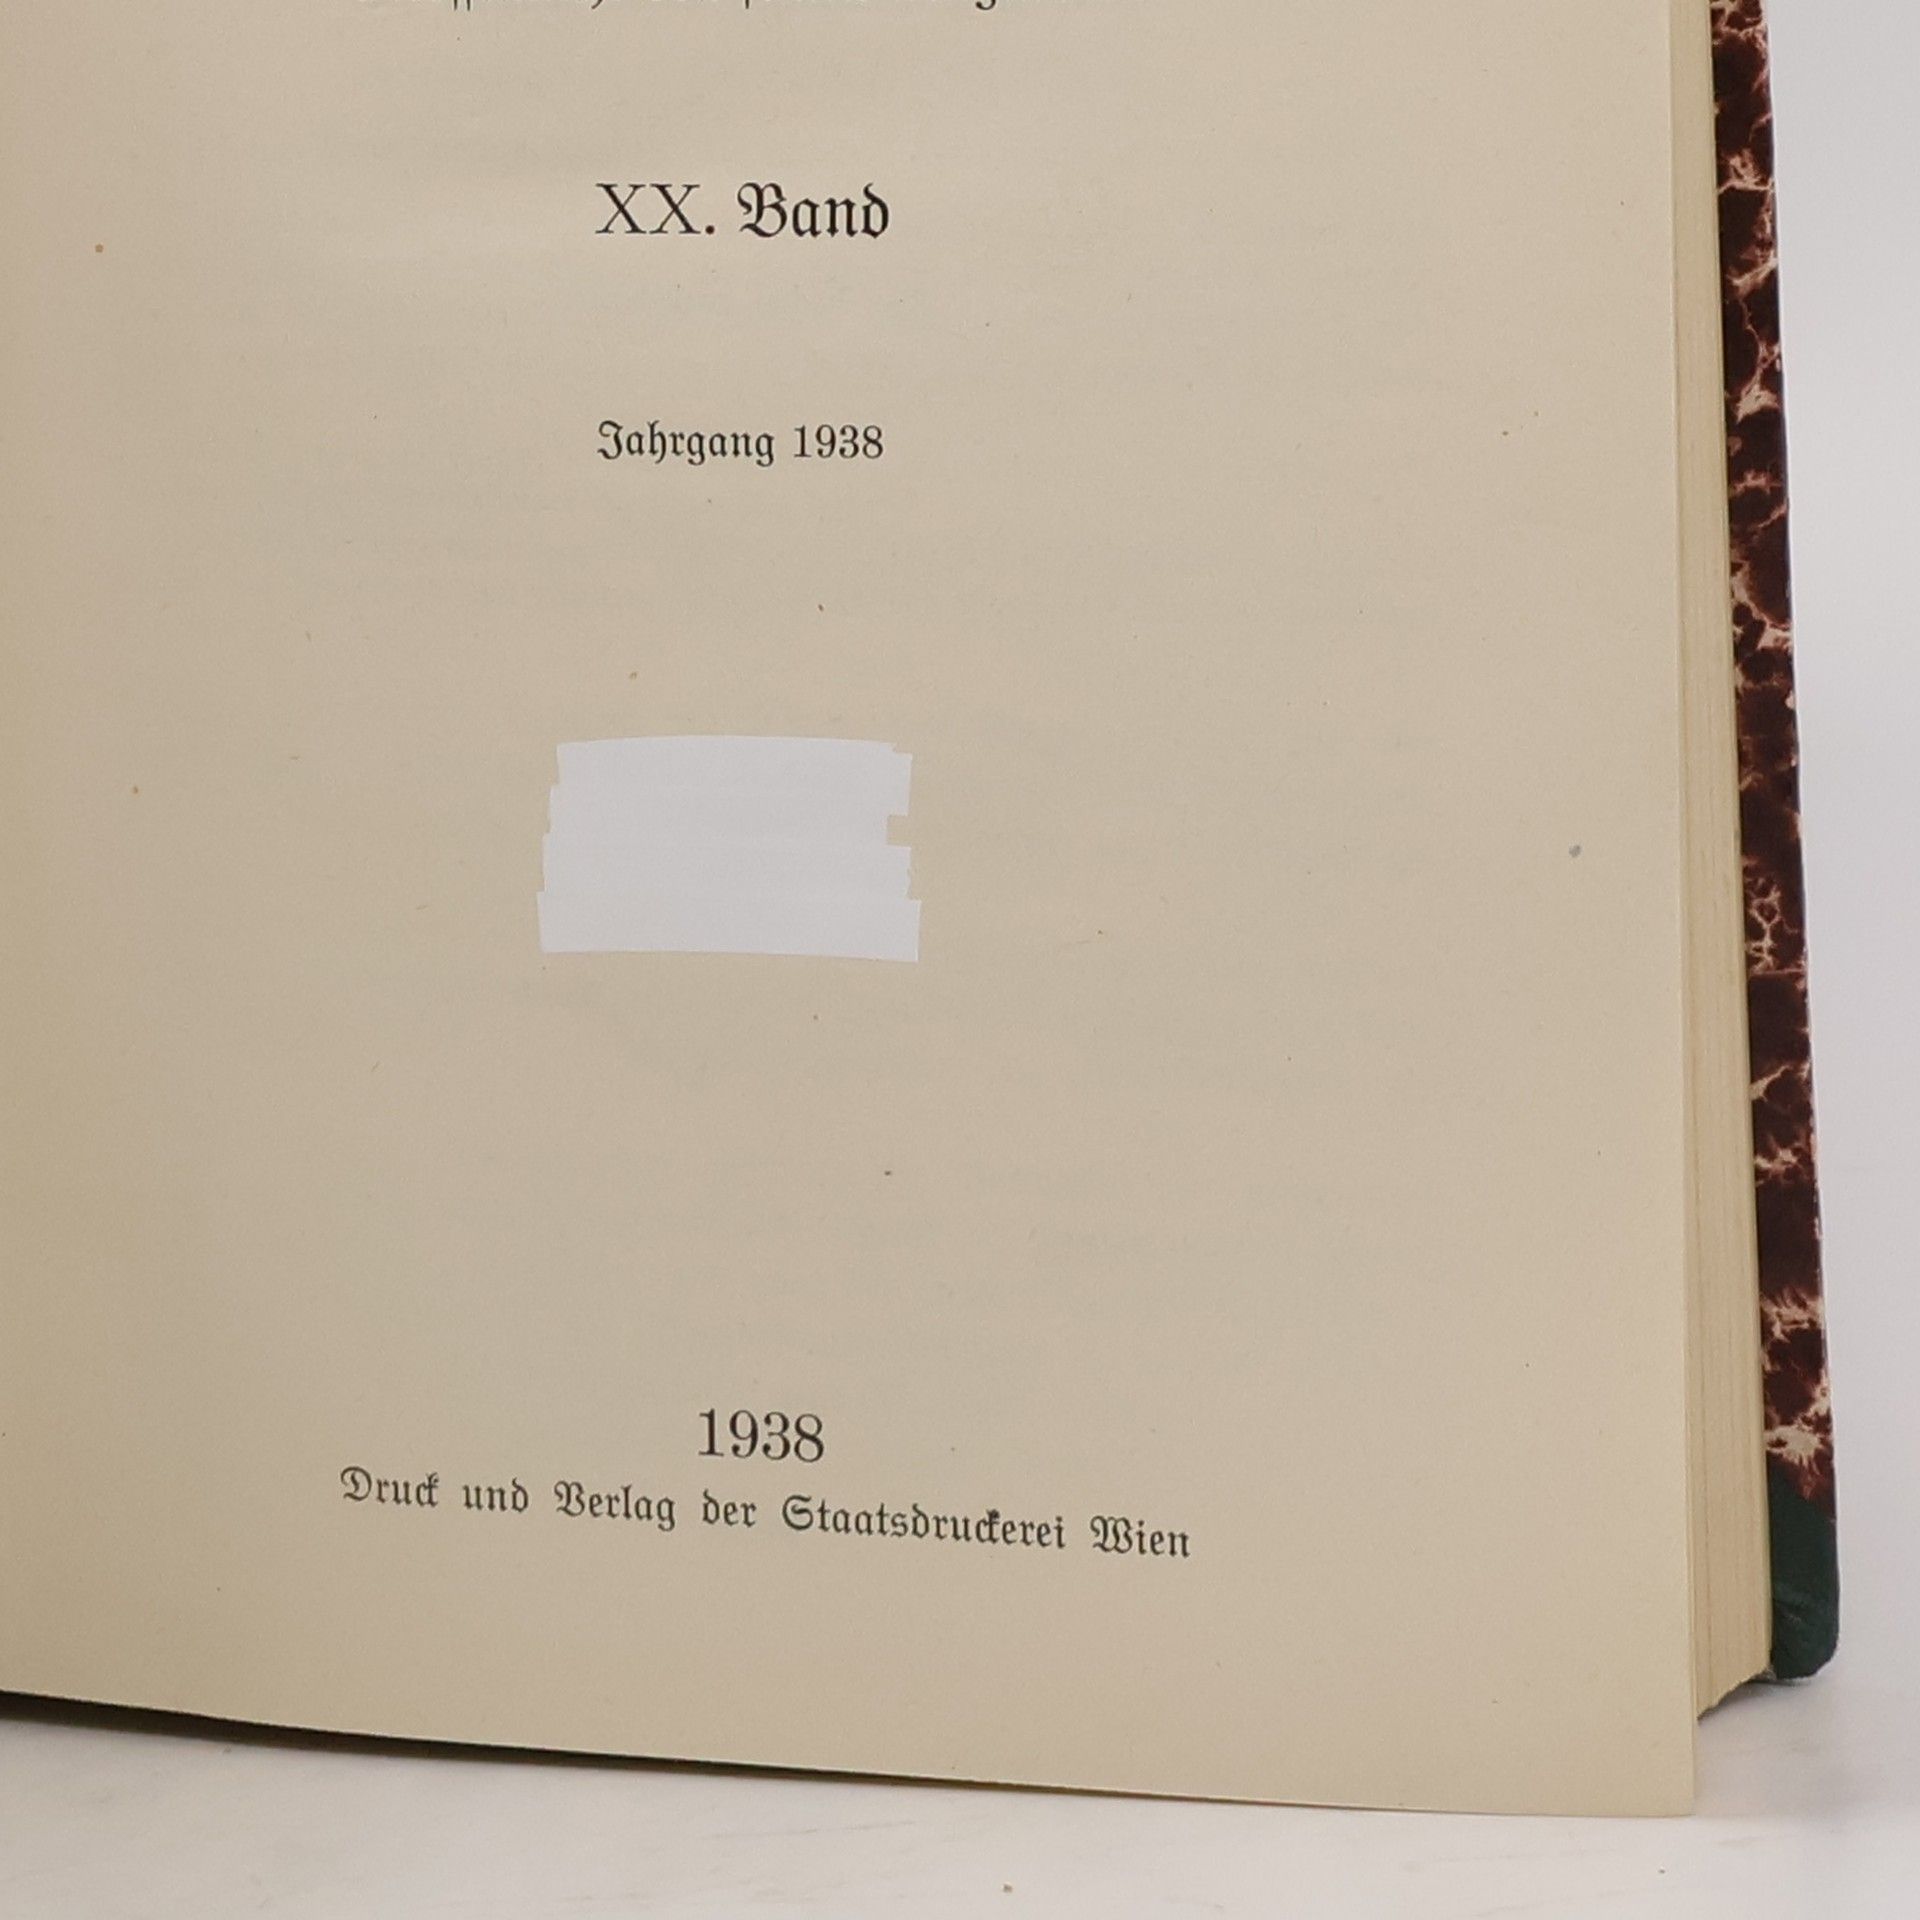 XX. Band
Jahrgang 1938
1938
Druck und Verlag der Staatsdruckerei Wien